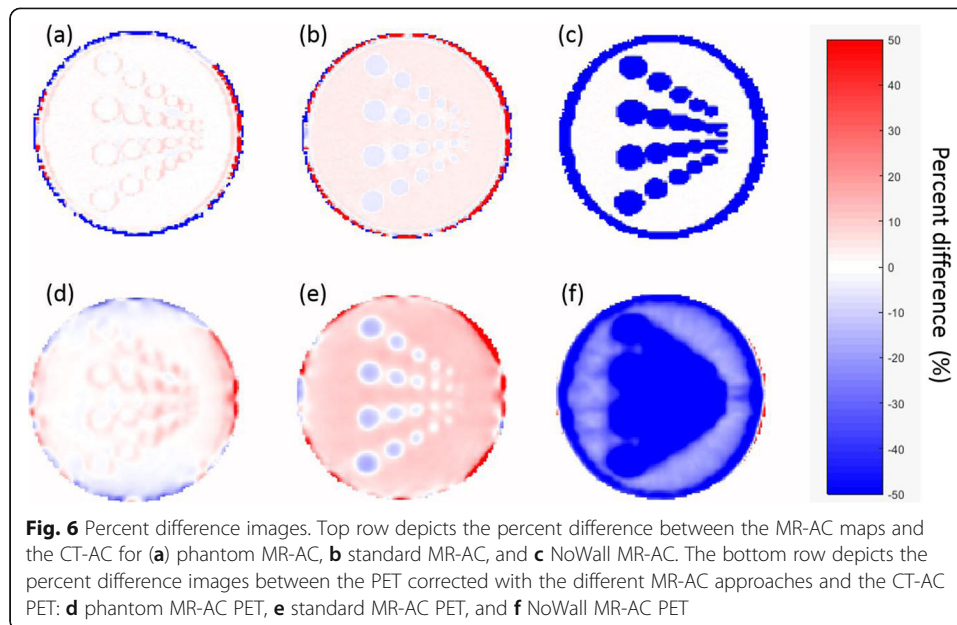 (a)
(b)
(c)
(d)
(e)
(f)
50
40
30
20
10
0
-10
-20
-30
-40
-50
Percent difference (%)
Fig. 6 Percent difference images. Top row depicts the percent difference between the MR-AC maps and
the CT-AC for (a) phantom MR-AC, b standard MR-AC, and c NoWall MR-AC. The bottom row depicts the
percent difference images between the PET corrected with the different MR-AC approaches and the CT-AC
PET: d phantom MR-AC PET, e standard MR-AC PET, and f NoWall MR-AC PET